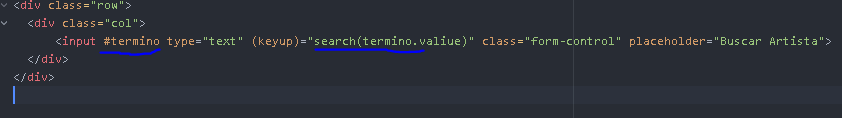 <div class="row">
<div class="col">
<input #termino type="text" (keyup)="search(termino.valiue)" class="form-control" placeholder="Buscar Artista">
</div>
</div>